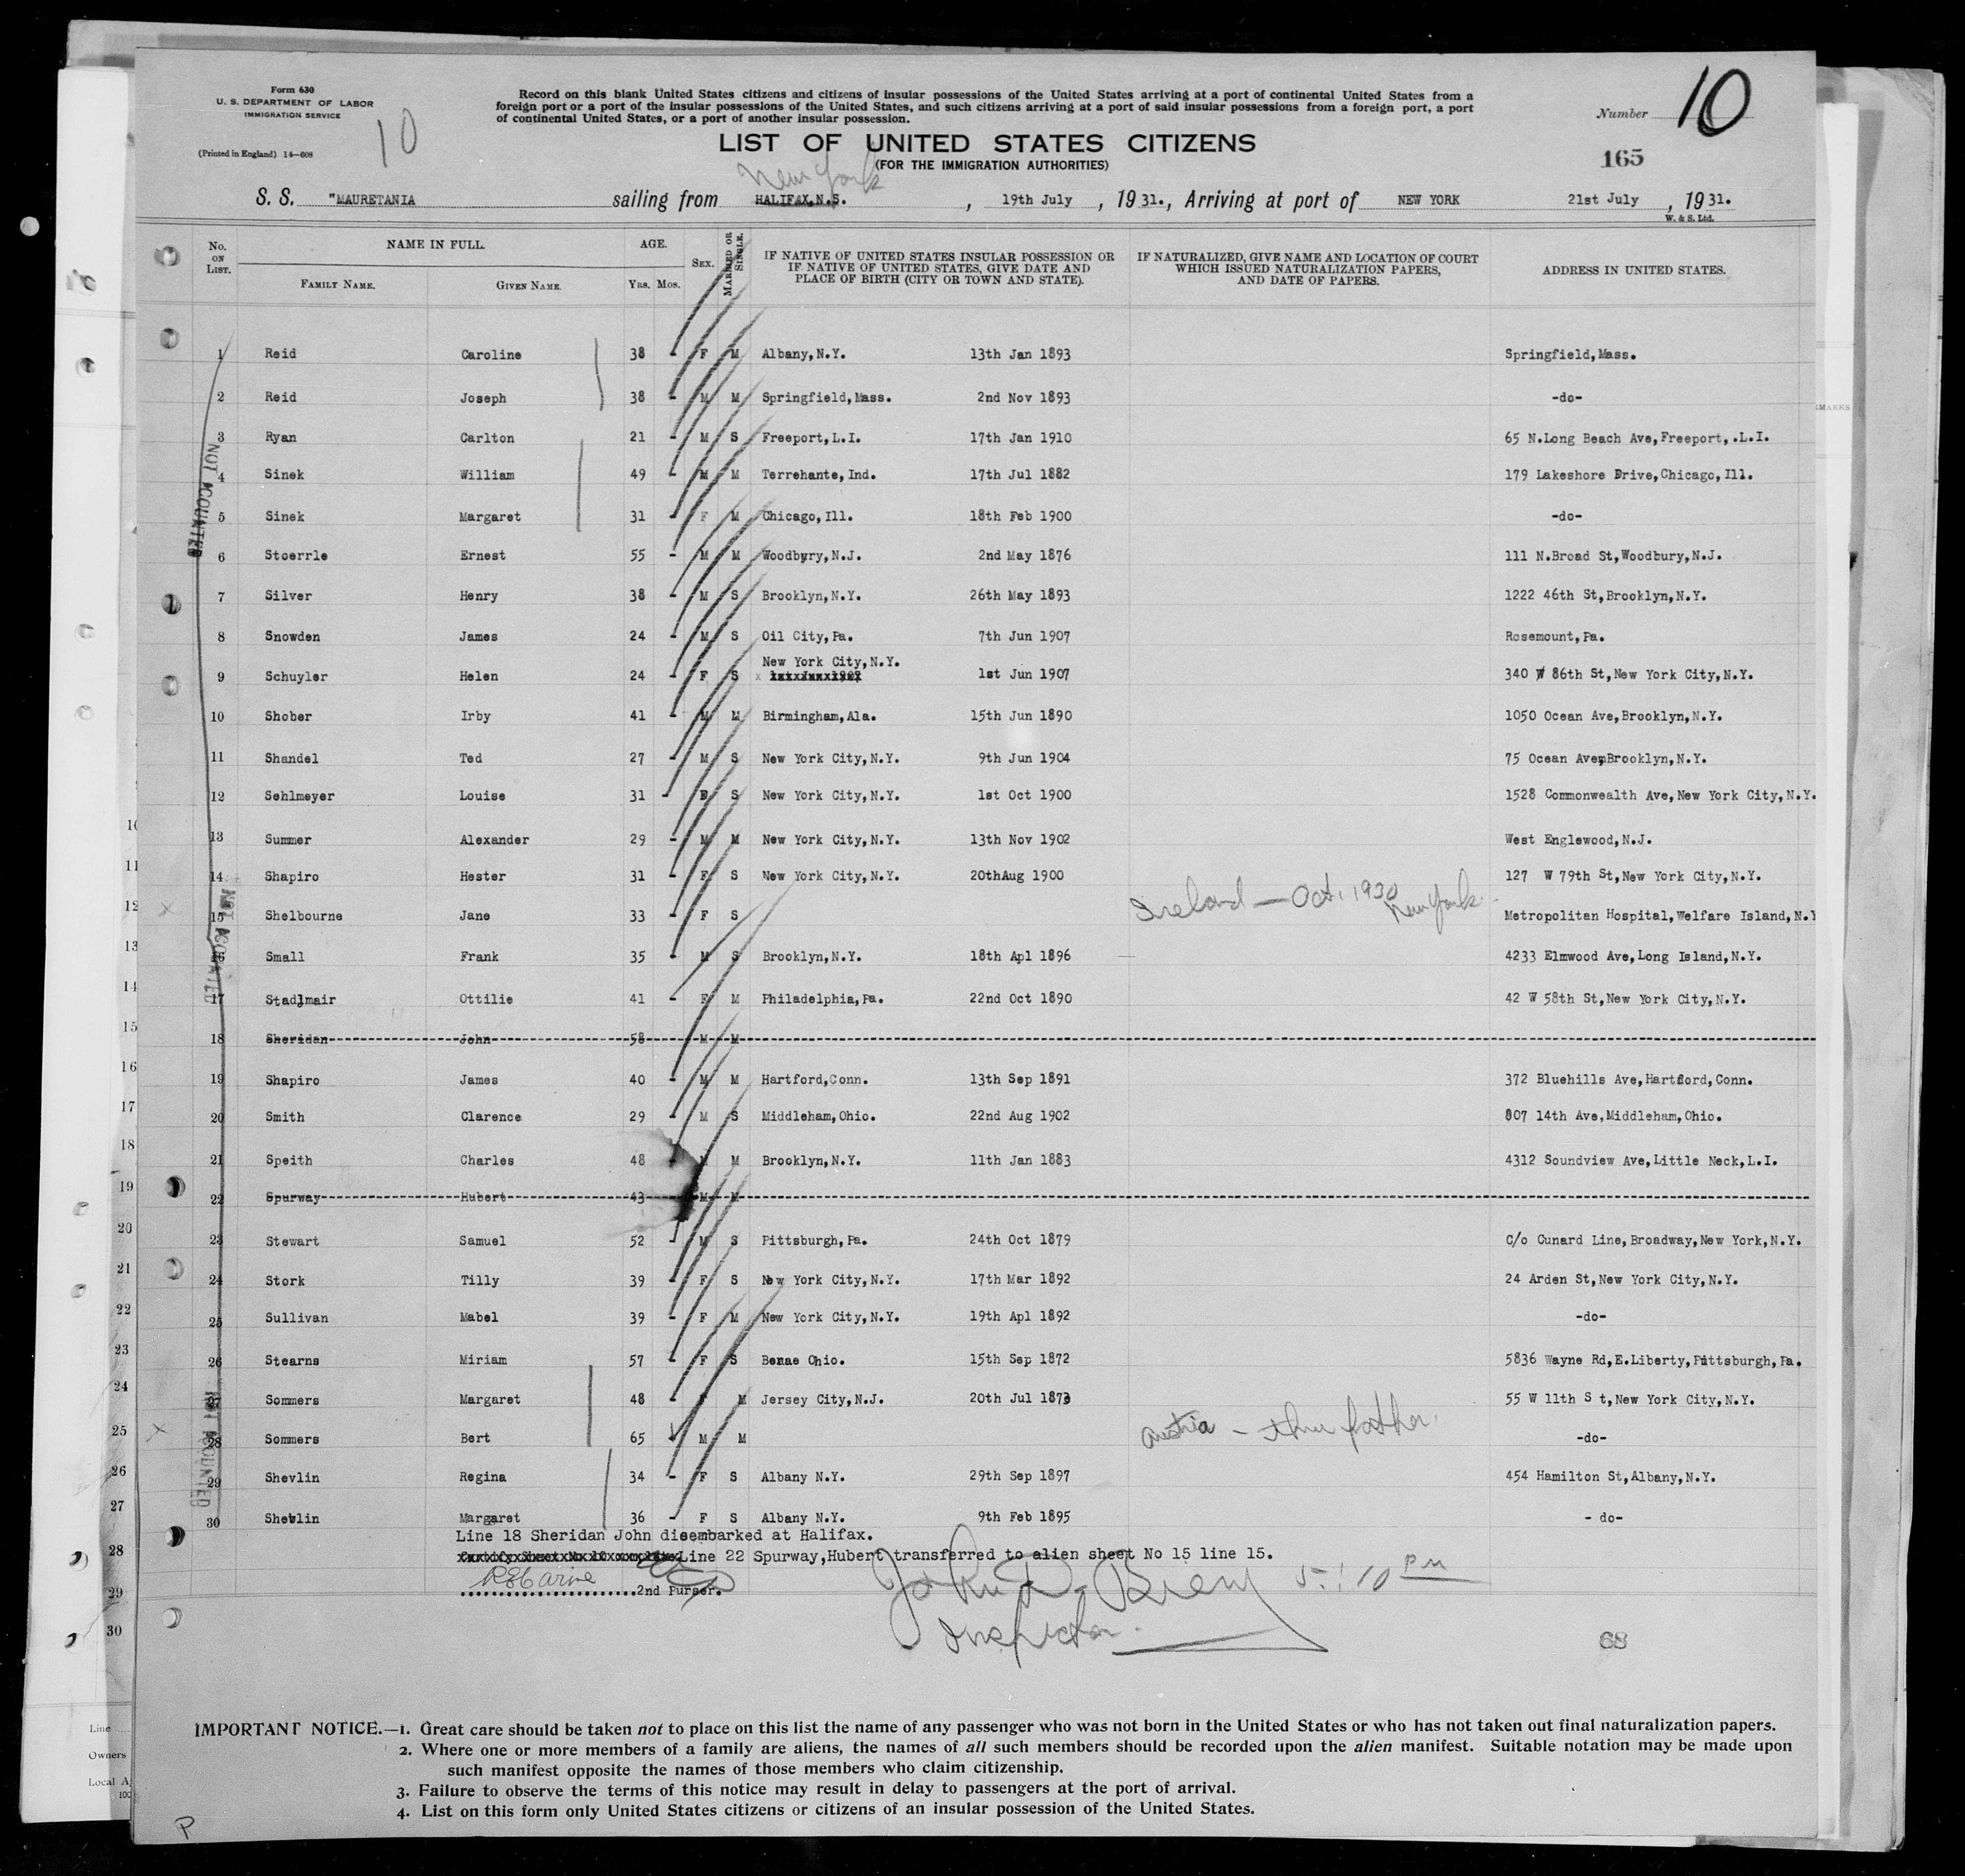 Form 630
U. S. DEPARTMENT OF LABOR
IMMIGRATION SERVICE
(Printed in England) 14—608
10
Record on this blank United States citizens and citizens of insular possessions of the United States arriving at a port of continental United States from a
foreign port or a port of the insular possessions of the United States, and such citizens arriving at a port of said insular possessions from a foreign port, a port
of continental United States, or a port of another insular possession.
Number 10
165
LIST OF UNITED STATES CITIZENS
(FOR THE IMMIGRATION AUTHORITIES)
New York
S. S. "MAURETANIA sailing from HALIFAX,N.S. , 19th July , 1931., Arriving at port of NEW YORK 21st July , 1931.
W. & S. Ltd.
No. ON LIST. NAME IN FULL. FAMILY NAME. GIVEN NAME. AGE. YRS. MOS. SEX. MARRIED OR SINGLE. IF NATIVE OF UNITED STATES INSULAR POSSESSION OR IF NATIVE OF UNITED STATES, GIVE DATE AND PLACE OF BIRTH (CITY OR TOWN AND STATE). IF NATURALIZED, GIVE NAME AND LOCATION OF COURT WHICH ISSUED NATURALIZATION PAPERS, AND DATE OF PAPERS. ADDRESS IN UNITED STATES.
1 Reid Caroline 38 - F M Albany,N.Y. 13th Jan 1893 Springfield,Mass.
2 Reid Joseph 38 - M M Springfield,Mass. 2nd Nov 1893 -do-
3 Ryan Carlton 21 - M S Freeport,L.I. 17th Jan 1910 65 N.Long Beach Ave,Freeport,.L.I.
4 Sinek William 49 - M M Terrehante,Ind. 17th Jul 1882 179 Lakeshore Drive,Chicago,Ill.
5 Sinek Margaret 31 - F M Chicago,Ill. 18th Feb 1900 -do-
6 Stoerrle Ernest 55 - M M Woodbury,N.J. 2nd May 1876 111 N.Broad St,Woodbury,N.J.
7 Silver Henry 38 - M S Brooklyn,N.Y. 26th May 1893 1222 46th St,Brooklyn,N.Y.
8 Snowden James 24 - M S Oil City,Pa. 7th Jun 1907 Rosemount,Pa.
9 Schuyler Helen 24 - F S New York City,N.Y. 1st Jun 1907 340 W 86th St,New York City,N.Y.
10 Shober Irby 41 - M M Birmingham,Ala. 15th Jun 1890 1050 Ocean Ave,Brooklyn,N.Y.
11 Shandel Ted 27 - M S New York City,N.Y. 9th Jun 1904 75 Ocean Ave,Brooklyn,N.Y.
12 Sehlmeyer Louise 31 - F S New York City,N.Y. 1st Oct 1900 1528 Commonwealth Ave,New York City,N.Y.
13 Summer Alexander 29 - M M New York City,N.Y. 13th Nov 1902 West Englewood,N.J.
14 Shapiro Hester 31 - F S New York City,N.Y. 20thAug 1900 127 W 79th St,New York City,N.Y.
15 Shelbourne Jane 33 - F S Ireland — Oct. 1930 New York Metropolitan Hospital,Welfare Island,N.Y
16 Small Frank 35 - M S Brooklyn,N.Y. 18th Apl 1896 4233 Elmwood Ave,Long Island,N.Y.
17 Stadlmair Ottilie 41 - F M Philadelphia,Pa. 22nd Oct 1890 42 W 58th St,New York City,N.Y.
18 Sheridan John 58 M M
19 Shapiro James 40 - M M Hartford,Conn. 13th Sep 1891 372 Bluehills Ave,Hartford,Conn.
20 Smith Clarence 29 - M S Middleham,Ohio. 22nd Aug 1902 807 14th Ave,Middleham,Ohio.
21 Speith Charles 48 M M Brooklyn,N.Y. 11th Jan 1883 4312 Soundview Ave,Little Neck,L.I.
22 Spurway Hubert 43 M M
23 Stewart Samuel 52 - M S Pittsburgh,Pa. 24th Oct 1879 C/o Cunard Line,Broadway,New York,N.Y.
24 Stork Tilly 39 - F S New York City,N.Y. 17th Mar 1892 24 Arden St,New York City,N.Y.
25 Sullivan Mabel 39 - F M New York City,N.Y. 19th Apl 1892 -do-
26 Stearns Miriam 57 - F S Ohio. 15th Sep 1872 5836 Wayne Rd,E.Liberty,Pittsburgh,Pa.
27 Sommers Margaret 48 - F M Jersey City,N.J. 20th Jul 1873 55 W 11th S t,New York City,N.Y.
28 Sommers Bert 65 M M Austria - thru father. -do-
29 Shevlin Regina 34 - F S Albany N.Y. 29th Sep 1897 454 Hamilton St,Albany,N.Y.
30 Shevlin Margaret 36 - F S Albany N.Y. 9th Feb 1895 - do-
NOT ACCOUNTED
NOT ACCOUNTED
NOT ACCOUNTED
Line 18 Sheridan John disembarked at Halifax.
Line 22 Spurway,Hubert transferred to alien sheet No 15 line 15.
2nd Purser.
Inspector.
5:10 PM
68
IMPORTANT NOTICE.—1. Great care should be taken not to place on this list the name of any passenger who was not born in the United States or who has not taken out final naturalization papers.
2. Where one or more members of a family are aliens, the names of all such members should be recorded upon the alien manifest. Suitable notation may be made upon
such manifest opposite the names of those members who claim citizenship.
3. Failure to observe the terms of this notice may result in delay to passengers at the port of arrival.
4. List on this form only United States citizens or citizens of an insular possession of the United States.
P
11
12
13
14
15
16
17
18
19
20
21
22
23
24
25
26
27
28
29
30
Line
Owners
Local A